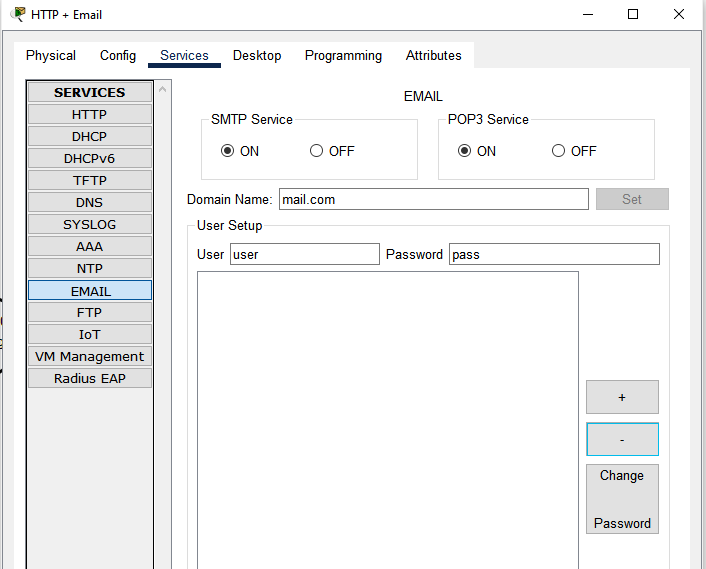 HTTP + Email
Physical Config Services Desktop Programming Attributes
SERVICES
HTTP
DHCP
DHCPv6
TFTP
DNS
SYSLOG
AAA
NTP
EMAIL
FTP
IoT
VM Management
Radius EAP
EMAIL
SMTP Service
ON OFF
POP3 Service
ON OFF
Domain Name: mail.com Set
User Setup
User user Password pass
+
-
Change
Password